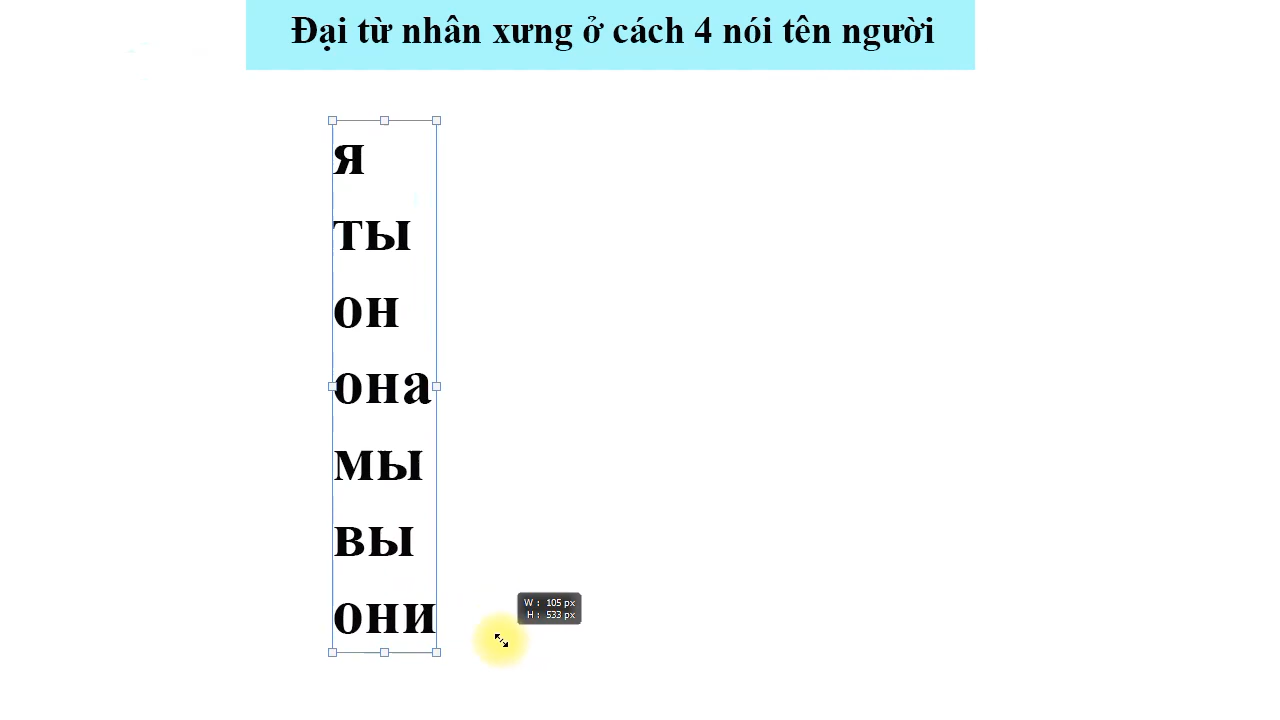 Đại từ nhân xưng ở cách 4 nói tên người
я
ты
он
она
мы
вы
они
W : 105 px
H : 533 px